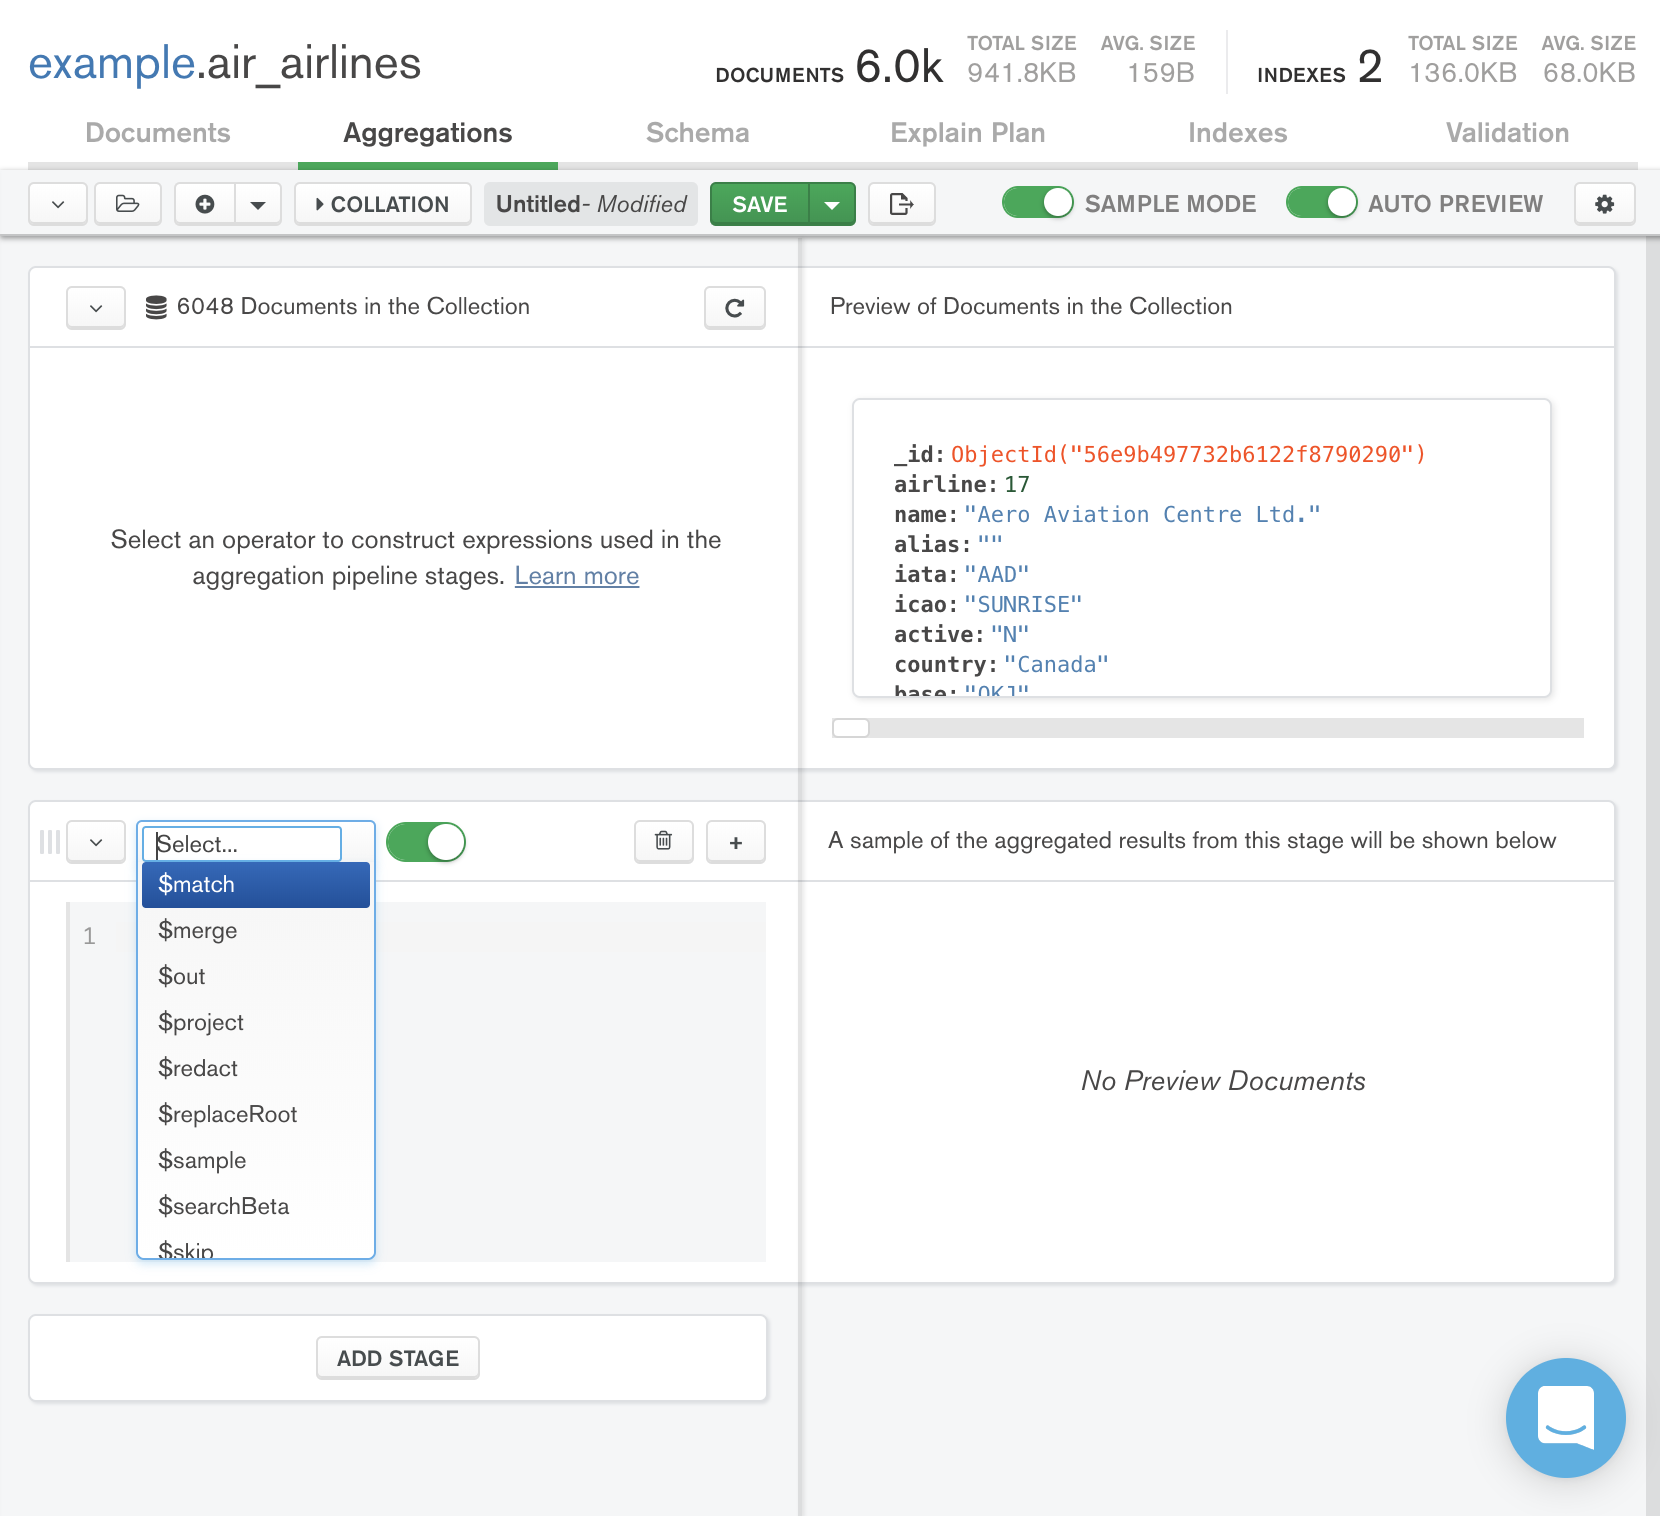 example.air_airlines
DOCUMENTS 6.0k TOTAL SIZE 941.8KB AVG. SIZE 159B INDEXES 2 TOTAL SIZE 136.0KB AVG. SIZE 68.0KB
Documents Aggregations Schema Explain Plan Indexes Validation
COLLATION Untitled- Modified SAVE SAMPLE MODE AUTO PREVIEW
6048 Documents in the Collection
Preview of Documents in the Collection
Select an operator to construct expressions used in the
aggregation pipeline stages. Learn more
_id: ObjectId("56e9b497732b6122f8790290")
airline: 17
name: "Aero Aviation Centre Ltd."
alias: ""
iata: "AAD"
icao: "SUNRISE"
active: "N"
country: "Canada"
base: "OKJ"
Select...
A sample of the aggregated results from this stage will be shown below
1
$match
$merge
$out
$project
$redact
$replaceRoot
$sample
$searchBeta
$skip
No Preview Documents
ADD STAGE